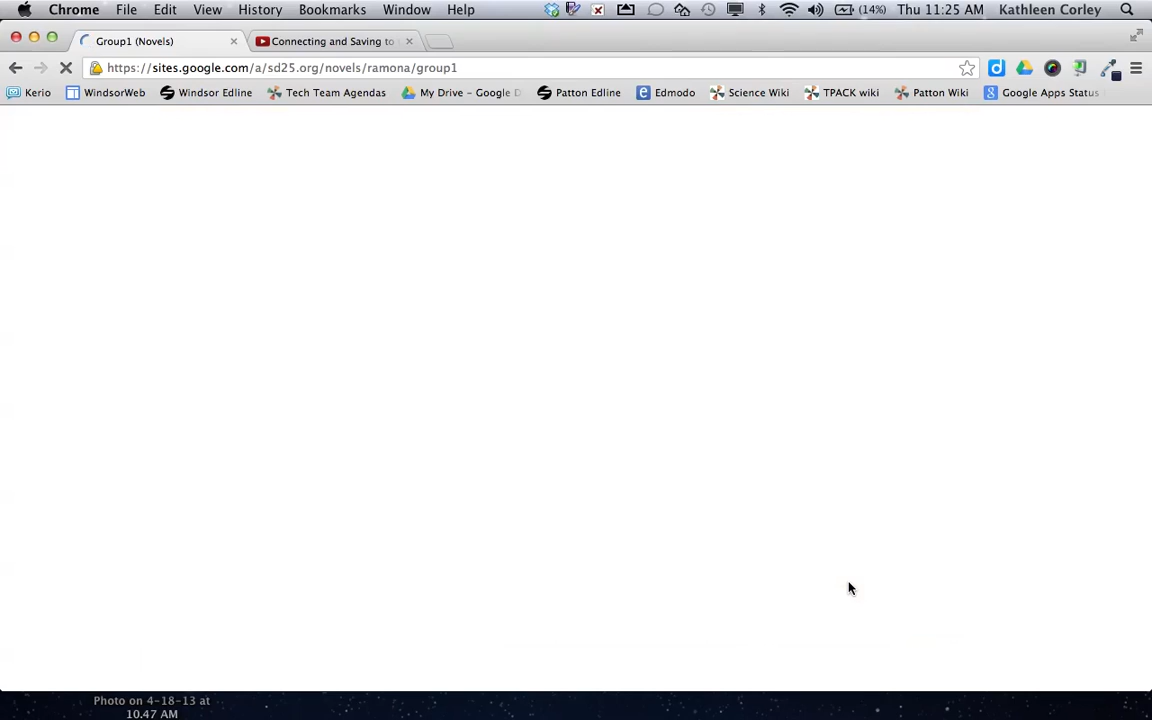 Chrome File Edit View History Bookmarks Window Help (14%) Thu 11:25 AM Kathleen Corley
Group1 (Novels) Connecting and Saving to
https://sites.google.com/a/sd25.org/novels/ramona/group1
Kerio WindsorWeb Windsor Edline Tech Team Agendas My Drive - Google D Patton Edline Edmodo Science Wiki TPACK wiki Patton Wiki Google Apps Status
Photo on 4-18-13 at
10.47 AM